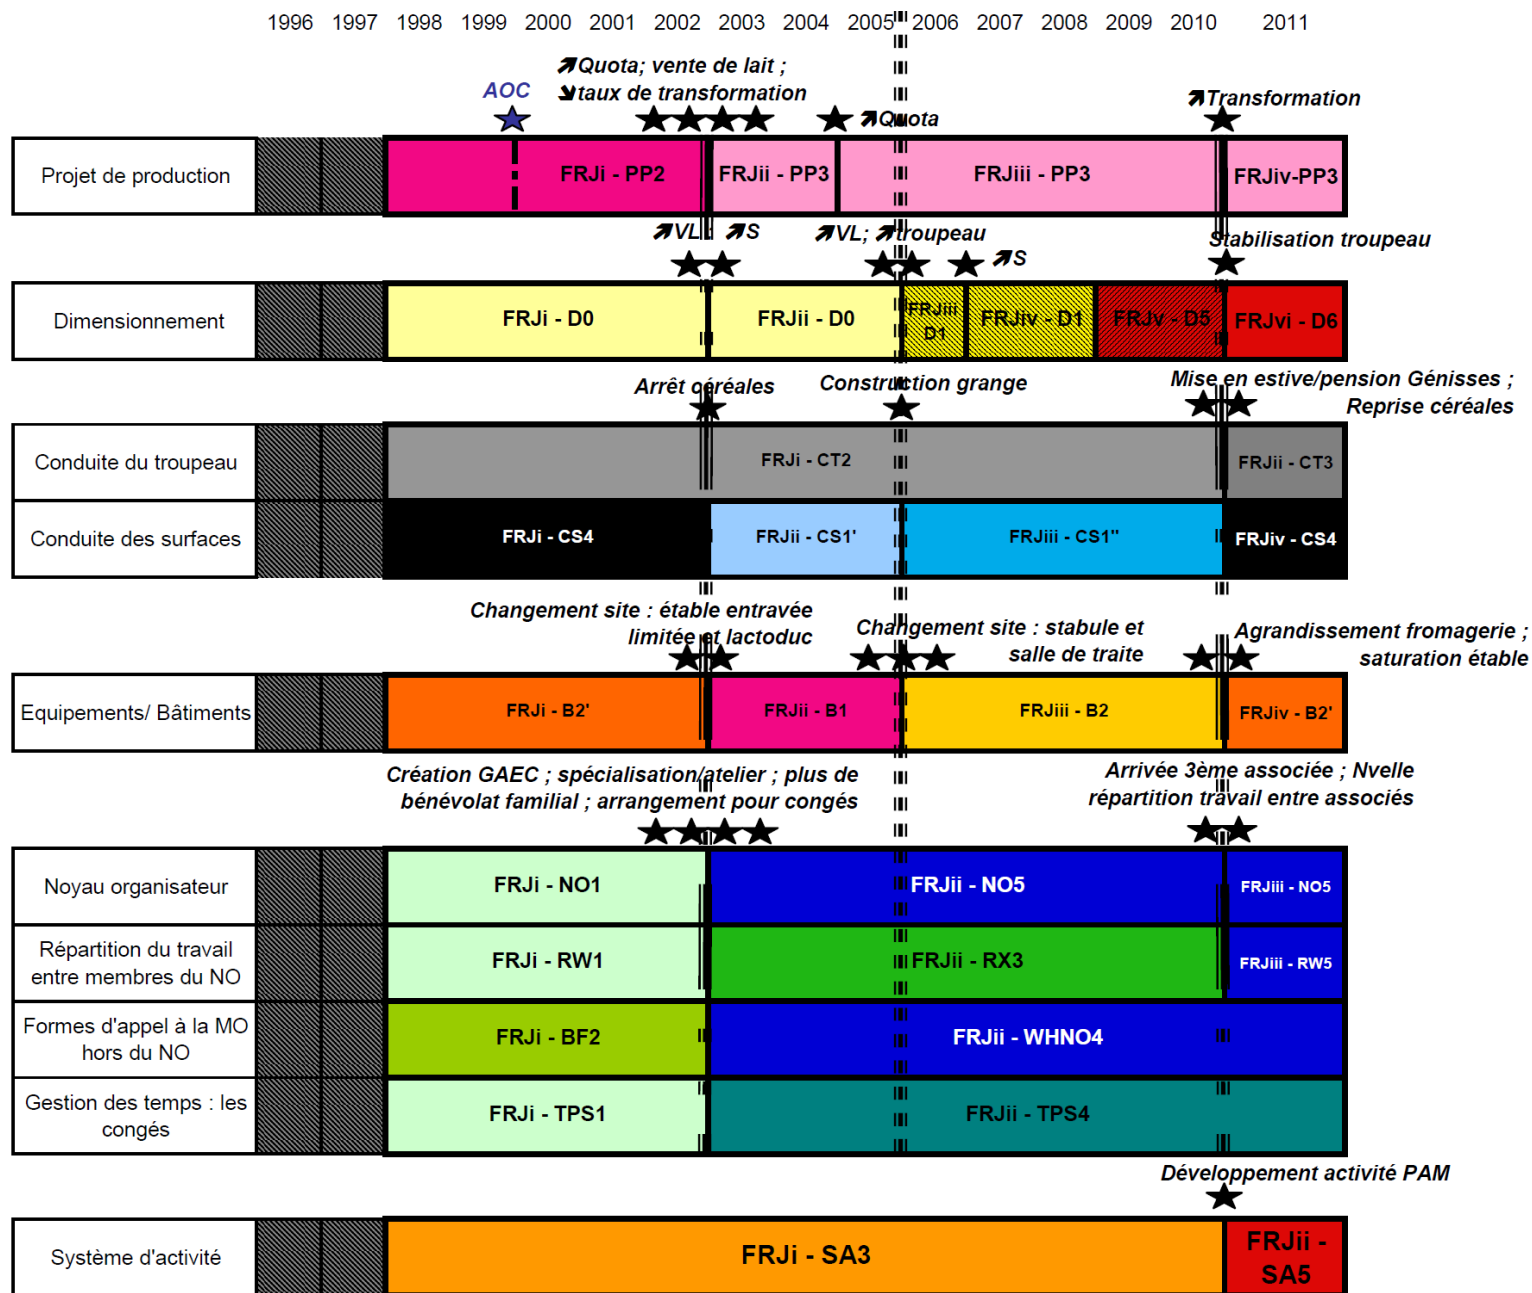 1996 1997 1998 1999 2000 2001 2002 2003 2004 2005 2006 2007 2008 2009 2010 2011
↗Quota; vente de lait ;
↘taux de transformation
AOC
↗Quota
↗Transformation
Projet de production
FRJi - PP2
FRJii - PP3
FRJiii - PP3
FRJiv-PP3
↗VL ; ↗S
↗VL; ↗troupeau
↗S
Stabilisation troupeau
Dimensionnement
FRJi - D0
FRJii - D0
FRJiii
D1
FRJiv - D1
FRJv - D5
FRJvi - D6
Arrêt céréales
Construction grange
Mise en estive/pension Génisses ;
Reprise céréales
Conduite du troupeau
FRJi - CT2
FRJii - CT3
Conduite des surfaces
FRJi - CS4
FRJii - CS1'
FRJiii - CS1"
FRJiv - CS4
Changement site : étable entravée
limitée et lactoduc
Changement site : stabule et
salle de traite
Agrandissement fromagerie ;
saturation étable
Equipements/ Bâtiments
FRJi - B2'
FRJii - B1
FRJiii - B2
FRJiv - B2'
Création GAEC ; spécialisation/atelier ; plus de
bénévolat familial ; arrangement pour congés
Arrivée 3ème associée ; Nvelle
répartition travail entre associés
Noyau organisateur
FRJi - NO1
FRJii - NO5
FRJiii - NO5
Répartition du travail
entre membres du NO
FRJi - RW1
FRJii - RX3
FRJiii - RW5
Formes d'appel à la MO
hors du NO
FRJi - BF2
FRJii - WHNO4
Gestion des temps : les
congés
FRJi - TPS1
FRJii - TPS4
Développement activité PAM
Système d'activité
FRJi - SA3
FRJii -
SA5